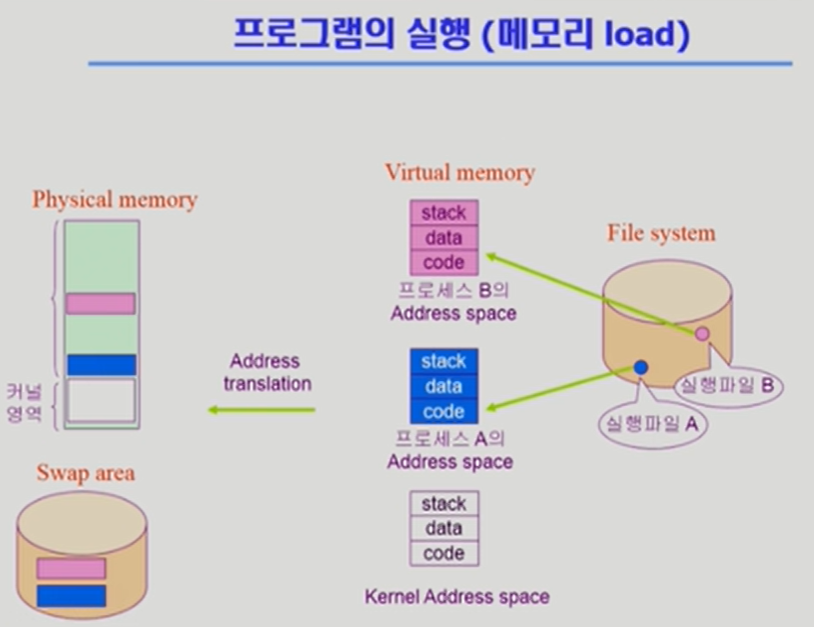 프로그램의 실행 (메모리 load)
Physical memory
커널
영역
Swap area
Address
translation
Virtual memory
stack
data
code
프로세스 B의
Address space
stack
data
code
프로세스 A의
Address space
stack
data
code
Kernel Address space
File system
실행파일 B
실행파일 A